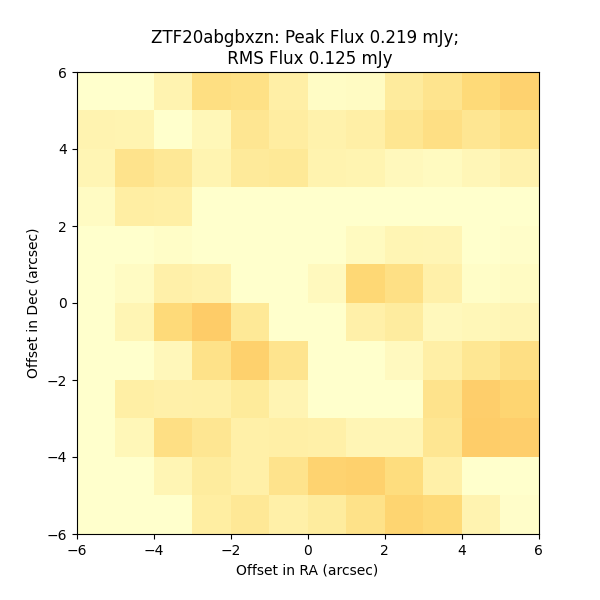 ZTF20abgbxzn: Peak Flux 0.219 mJy;
RMS Flux 0.125 mJy
6
4
2
0
−2
−4
−6
Offset in Dec (arcsec)
−6 −4 −2 0 2 4 6
Offset in RA (arcsec)